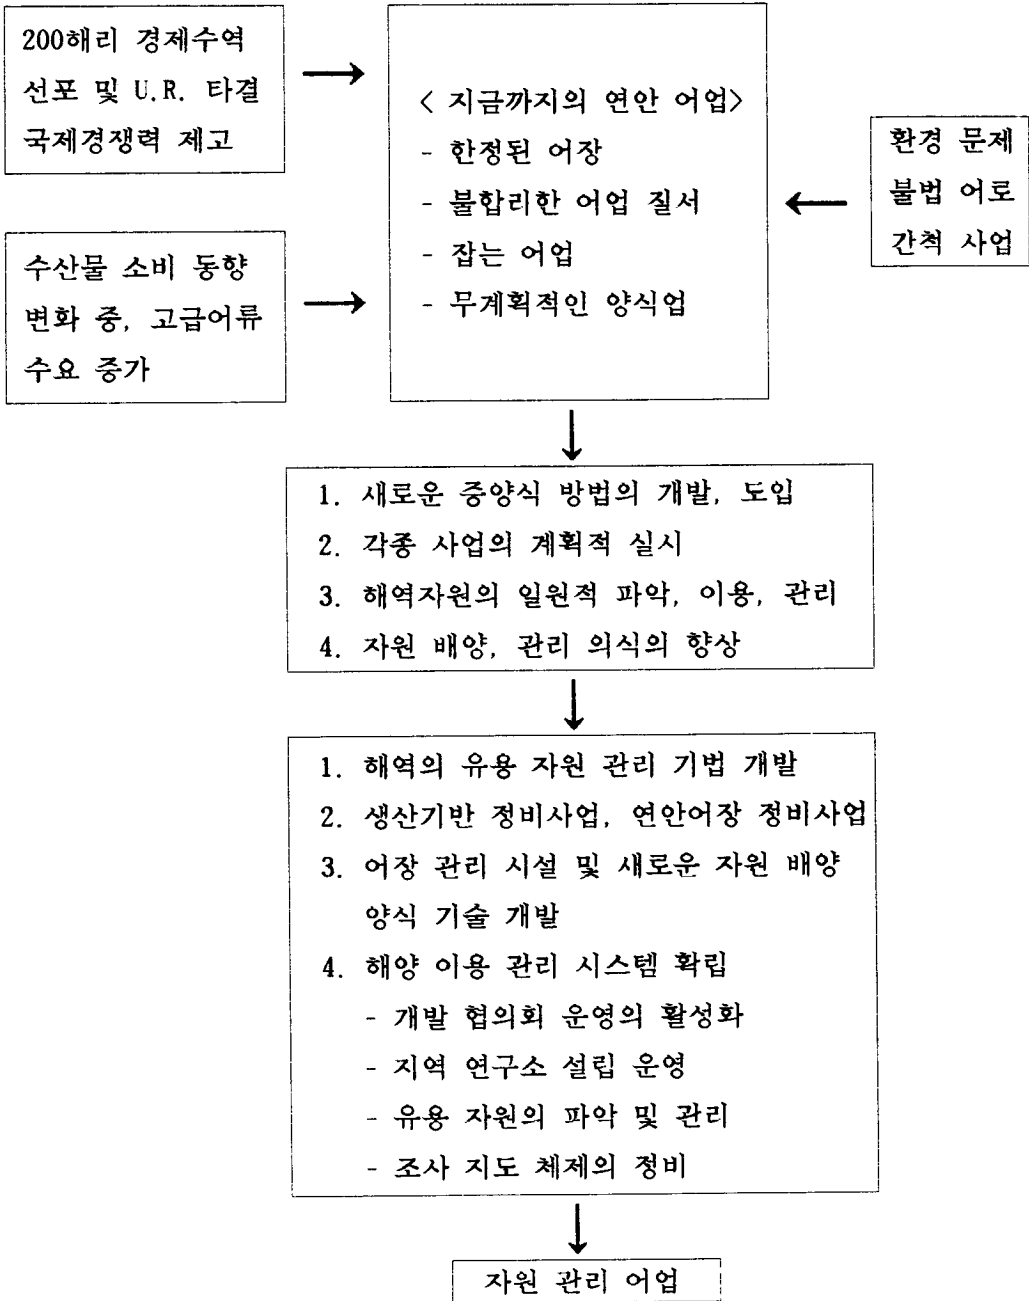 200해리 경제수역
선포 및 U.R. 타결
국제경쟁력 제고
수산물 소비 동향
변화 중, 고급어류
수요 증가
< 지금까지의 연안 어업>
- 한정된 어장
- 불합리한 어업 질서
- 잡는 어업
- 무계획적인 양식업
환경 문제
불법 어로
간척 사업
1. 새로운 증양식 방법의 개발, 도입
2. 각종 사업의 계획적 실시
3. 해역자원의 일원적 파악, 이용, 관리
4. 자원 배양, 관리 의식의 향상
1. 해역의 유용 자원 관리 기법 개발
2. 생산기반 정비사업, 연안어장 정비사업
3. 어장 관리 시설 및 새로운 자원 배양
양식 기술 개발
4. 해양 이용 관리 시스템 확립
- 개발 협의회 운영의 활성화
- 지역 연구소 설립 운영
- 유용 자원의 파악 및 관리
- 조사 지도 체제의 정비
자원 관리 어업